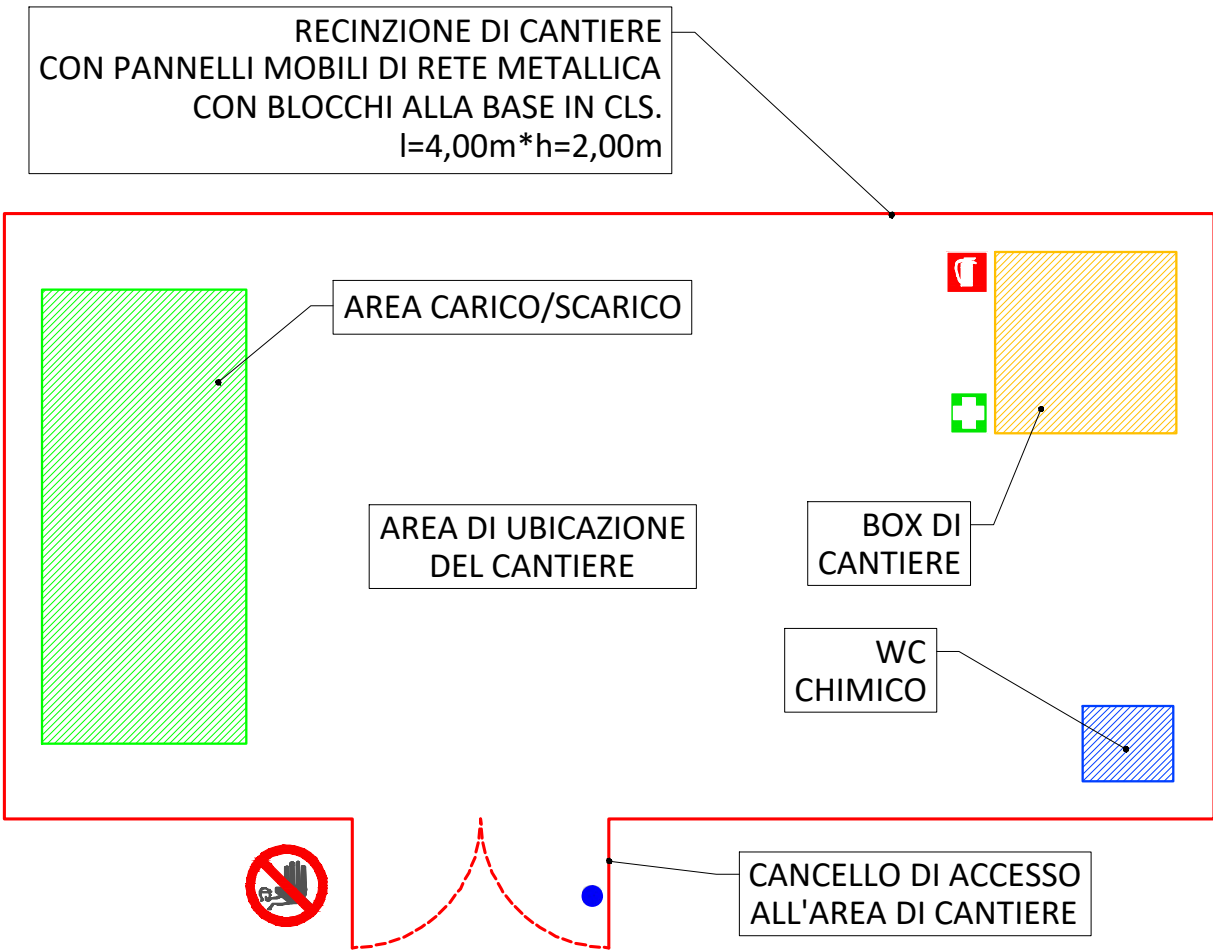 RECINZIONE DI CANTIERE
CON PANNELLI MOBILI DI RETE METALLICA
CON BLOCCHI ALLA BASE IN CLS.
l=4,00m*h=2,00m
AREA CARICO/SCARICO
AREA DI UBICAZIONE
DEL CANTIERE
BOX DI
CANTIERE
WC
CHIMICO
CANCELLO DI ACCESSO
ALL'AREA DI CANTIERE